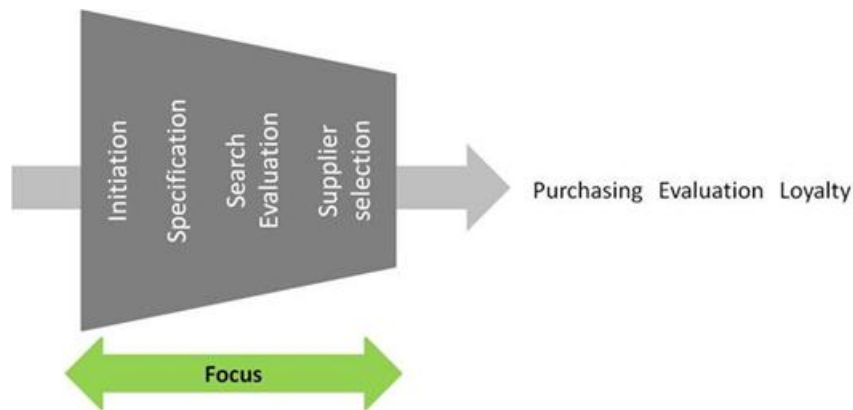 Initiation
Specification
Search
Evaluation
Supplier
selection
Purchasing Evaluation Loyalty
Focus